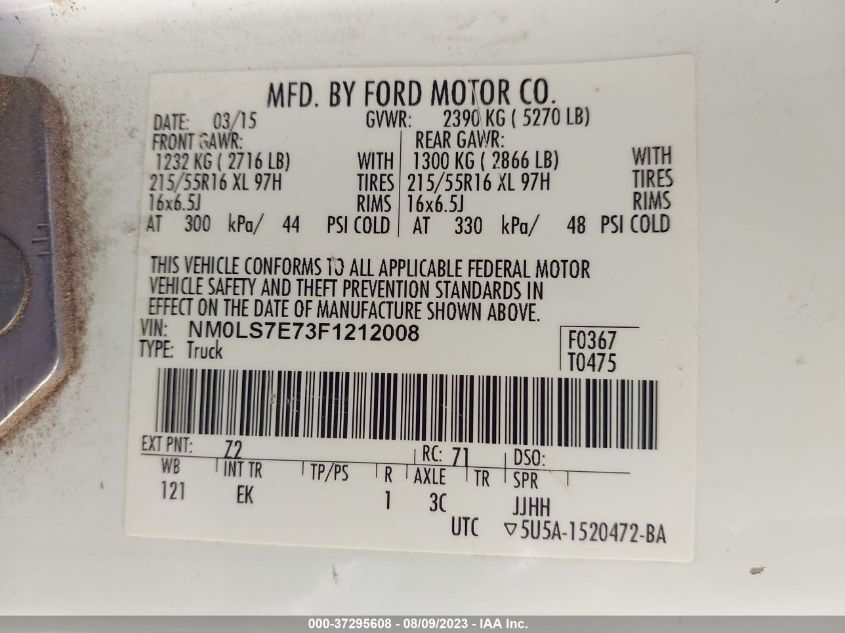 MFD. BY FORD MOTOR CO.
DATE: 03/15 GVWR: 2390 KG ( 5270 LB)
FRONT GAWR: REAR GAWR:
1232 KG ( 2716 LB) WITH 1300 KG ( 2866 LB) WITH
215/55R16 XL 97H TIRES 215/55R16 XL 97H TIRES
16x6.5J RIMS 16x6.5J RIMS
AT 300 kPa/ 44 PSI COLD AT 330 kPa/ 48 PSI COLD
THIS VEHICLE CONFORMS TO ALL APPLICABLE FEDERAL MOTOR
VEHICLE SAFETY AND THEFT PREVENTION STANDARDS IN
EFFECT ON THE DATE OF MANUFACTURE SHOWN ABOVE.
VIN: NM0LS7E73F1212008 F0367
TYPE: Truck T0475
EXT PNT: Z2 RC: 71 DSO:
WB INT TR TP/PS R AXLE TR SPR
121 EK 1 3C JJHH
UTC ▽5U5A-1520472-BA
000-37295608 - 08/09/2023 - IAA Inc.